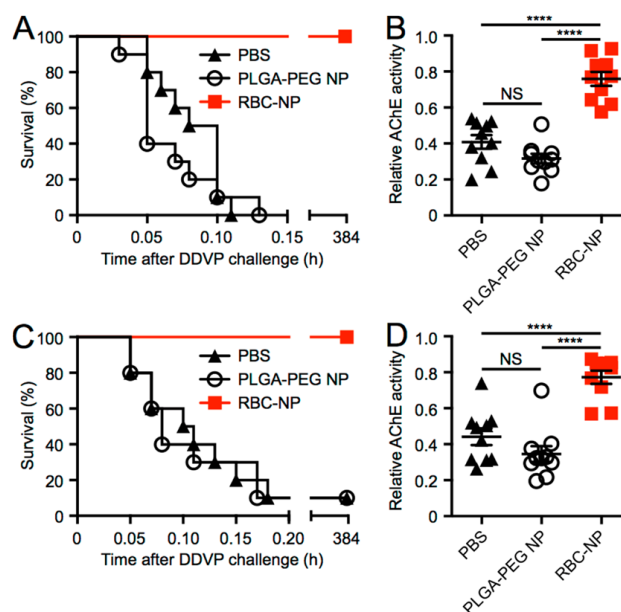 A
Survival (%)
100
80
60
40
20
0
PBS
PLGA-PEG NP
RBC-NP
0 0.05 0.10 0.15 384
Time after DDVP challenge (h)
B
Relative AChE activity
1.0
0.8
0.6
0.4
0.2
0
****
****
NS
PBS
PLGA-PEG NP
RBC-NP
C
Survival (%)
100
80
60
40
20
0
PBS
PLGA-PEG NP
RBC-NP
0 0.05 0.10 0.15 0.20 384
Time after DDVP challenge (h)
D
Relative AChE activity
1.0
0.8
0.6
0.4
0.2
0
****
****
NS
PBS
PLGA-PEG NP
RBC-NP